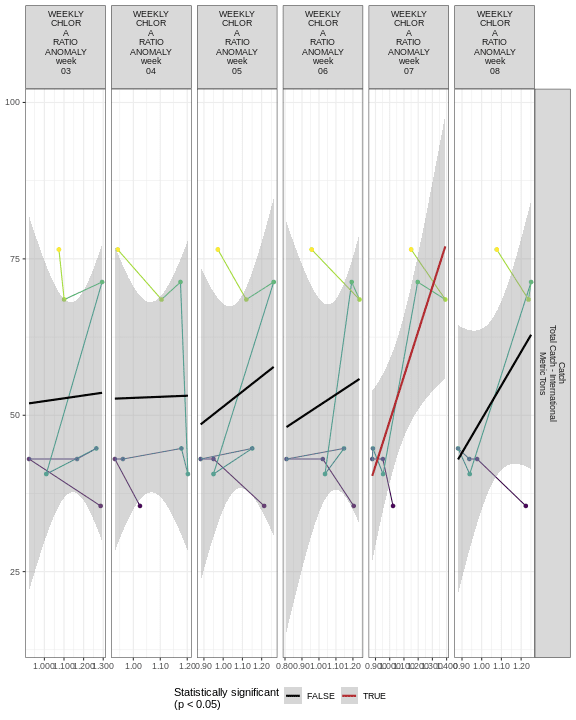 WEEKLY
CHLOR
A
RATIO
ANOMALY
week
03
WEEKLY
CHLOR
A
RATIO
ANOMALY
week
04
WEEKLY
CHLOR
A
RATIO
ANOMALY
week
05
WEEKLY
CHLOR
A
RATIO
ANOMALY
week
06
WEEKLY
CHLOR
A
RATIO
ANOMALY
week
07
WEEKLY
CHLOR
A
RATIO
ANOMALY
week
08
100
75
50
25
Catch
Total Catch - International
Metric Tons
1.000 1.100 1.200 1.300
1.00 1.10 1.20
0.90 1.00 1.10 1.20
0.800 0.901 1.001 1.101 1.20
0.90 1.00 1.10 1.20 1.30 1.40
0.90 1.00 1.10 1.20
Statistically significant
(p < 0.05)
FALSE
TRUE